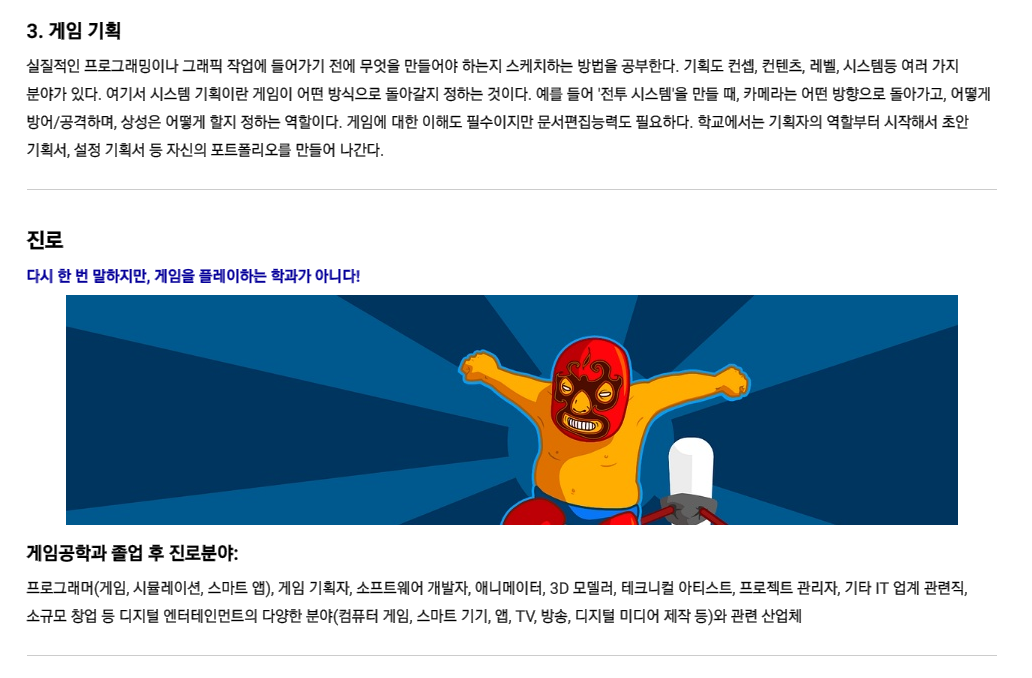 3. 게임 기획
실질적인 프로그래밍이나 그래픽 작업에 들어가기 전에 무엇을 만들어야 하는지 스케치하는 방법을 공부한다. 기획도 컨셉, 컨텐츠, 레벨, 시스템등 여러 가지
분야가 있다. 여기서 시스템 기획이란 게임이 어떤 방식으로 돌아갈지 정하는 것이다. 예를 들어 '전투 시스템'을 만들 때, 카메라는 어떤 방향으로 돌아가고, 어떻게
방어/공격하며, 상성은 어떻게 할지 정하는 역할이다. 게임에 대한 이해도 필수이지만 문서편집능력도 필요하다. 학교에서는 기획자의 역할부터 시작해서 초안
기획서, 설정 기획서 등 자신의 포트폴리오를 만들어 나간다.
진로
다시 한 번 말하지만, 게임을 플레이하는 학과가 아니다!
게임공학과 졸업 후 진로분야:
프로그래머(게임, 시뮬레이션, 스마트 앱), 게임 기획자, 소프트웨어 개발자, 애니메이터, 3D 모델러, 테크니컬 아티스트, 프로젝트 관리자, 기타 IT 업계 관련직,
소규모 창업 등 디지털 엔터테인먼트의 다양한 분야(컴퓨터 게임, 스마트 기기, 앱, TV, 방송, 디지털 미디어 제작 등)와 관련 산업체